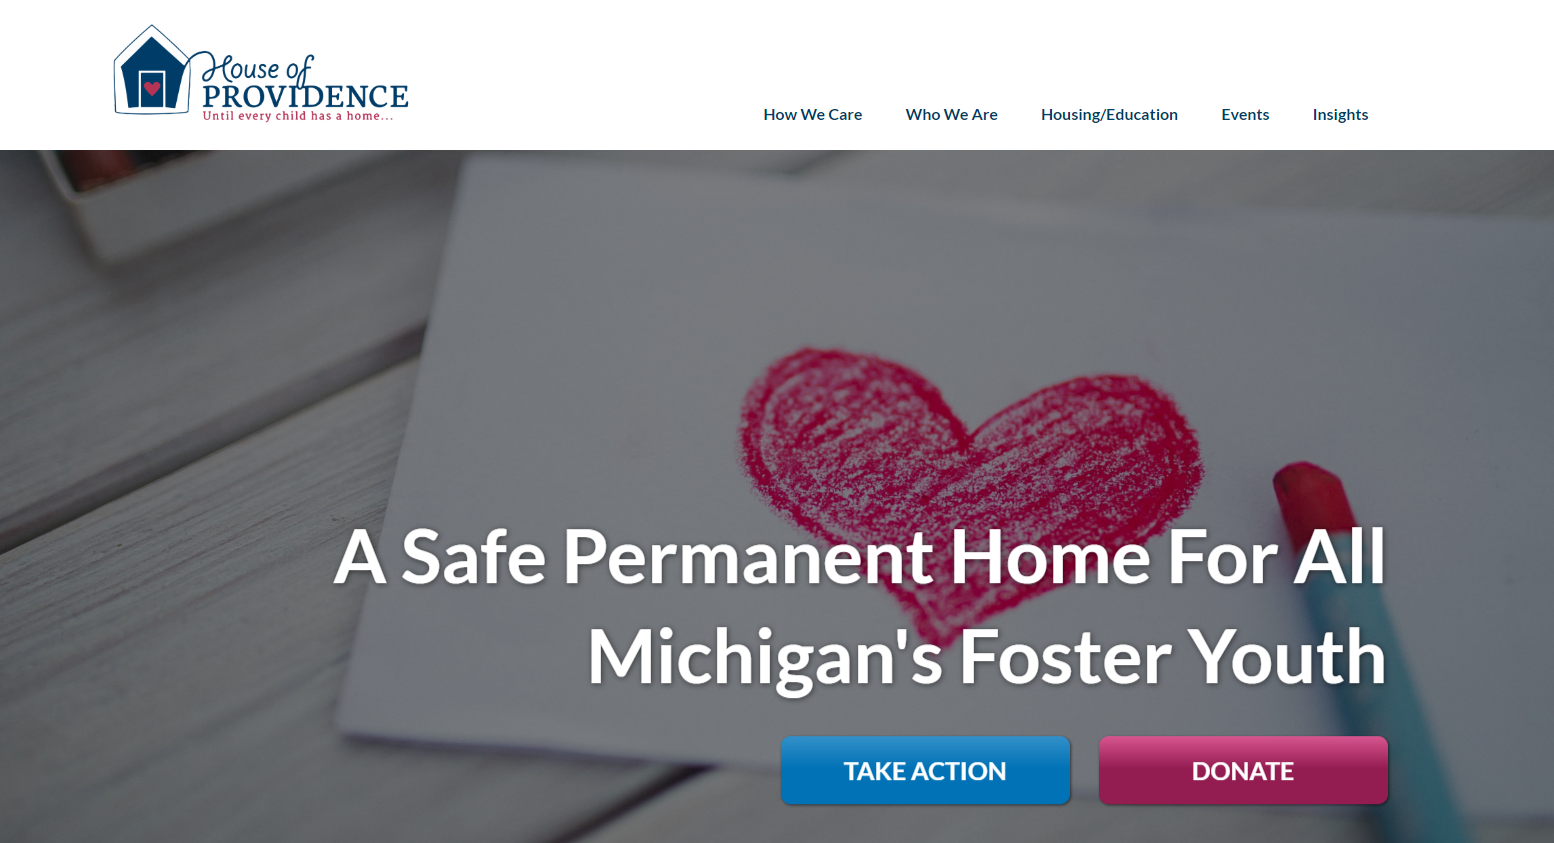 House of
PROVIDENCE
Until every child has a home...
How We Care Who We Are Housing/Education Events Insights
A Safe Permanent Home For All
Michigan's Foster Youth
TAKE ACTION DONATE